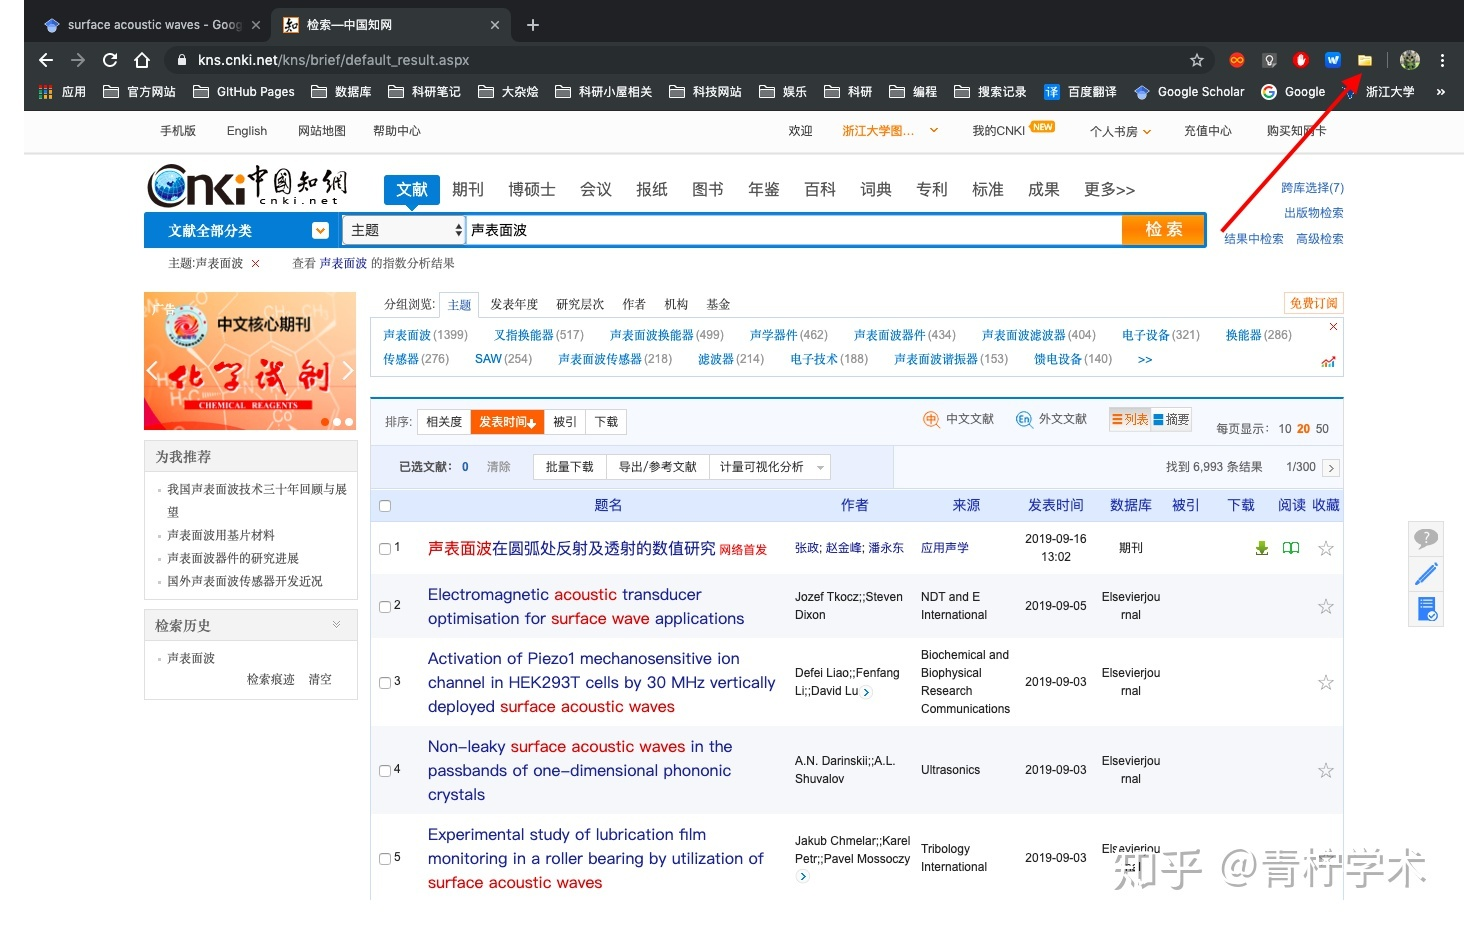 surface acoustic waves - Goog
检索—中国知网
kns.cnki.net/kns/brief/default_result.aspx
应用 官方网站 GItHub Pages 数据库 科研笔记 大杂烩 科研小屋相关 科技网站 娱乐 科研 编程 搜索记录 译 百度翻译 Google Scholar Google 浙江大学 »
手机版 English 网站地图 帮助中心 欢迎 浙江大学图... 我的CNKI NEW 个人书房 充值中心 购买知网卡
Cnki 中国知網
cnki.net
文献 期刊 博硕士 会议 报纸 图书 年鉴 百科 词典 专利 标准 成果 更多>>
跨库选择(7)
出版物检索
文献全部分类 主题 声表面波 检索
结果中检索 高级检索
主题:声表面波 × 查看 声表面波 的指数分析结果
广告
中文核心期刊
化学试剂
CHEMICAL REAGENTS
分组浏览: 主题 发表年度 研究层次 作者 机构 基金 免费订阅
声表面波(1399) 叉指换能器(517) 声表面波换能器(499) 声学器件(462) 声表面波器件(434) 声表面波滤波器(404) 电子设备(321) 换能器(286)
传感器(276) SAW(254) 声表面波传感器(218) 滤波器(214) 电子技术(188) 声表面波谐振器(153) 馈电设备(140) >>
排序: 相关度 发表时间↓ 被引 下载 中 中文文献 En 外文文献 列表 摘要 每页显示: 10 20 50
已选文献: 0 清除 批量下载 导出/参考文献 计量可视化分析 找到 6,993 条结果 1/300 >
题名 作者 来源 发表时间 数据库 被引 下载 阅读 收藏
1 声表面波在圆弧处反射及透射的数值研究 网络首发 张政; 赵金峰; 潘永东 应用声学 2019-09-16 期刊
13:02
2 Electromagnetic acoustic transducer Jozef Tkocz;;Steven NDT and E 2019-09-05 Elsevierjou
optimisation for surface wave applications Dixon International rnal
3 Activation of Piezo1 mechanosensitive ion Defei Liao;;Fenfang Biochemical and 2019-09-03 Elsevierjou
channel in HEK293T cells by 30 MHz vertically Li;;David Lu Biophysical rnal
deployed surface acoustic waves Research
Communications
4 Non-leaky surface acoustic waves in the A.N. Darinskii;;A.L. Ultrasonics 2019-09-03 Elsevierjou
passbands of one-dimensional phononic Shuvalov rnal
crystals
5 Experimental study of lubrication film Jakub Chmelar;;Karel Tribology 2019-09-03 Elsevierjou
monitoring in a roller bearing by utilization of Petr;;Pavel Mossoczy International rnal
surface acoustic waves
为我推荐
我国声表面波技术三十年回顾与展
望
声表面波用基片材料
声表面波器件的研究进展
国外声表面波传感器开发近况
检索历史
声表面波
检索痕迹 清空
知乎 @青柠学术